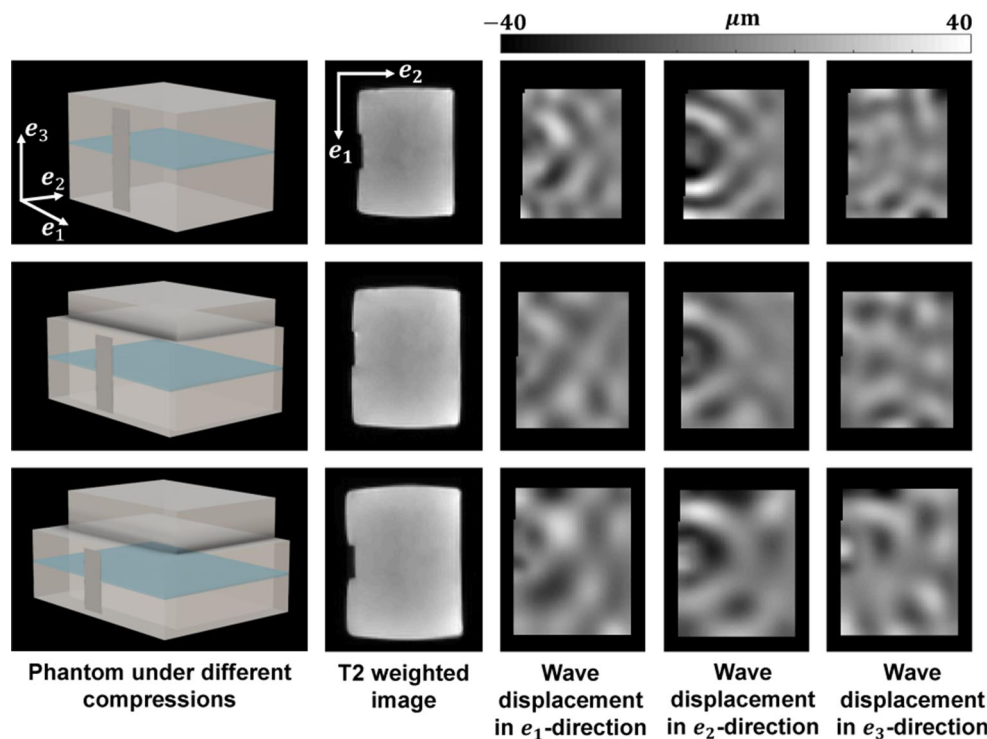 −40 μm 40
e₃
e₂
e₁
e₂
e₁
Phantom under different
compressions
T2 weighted
image
Wave
displacement
in e₁-direction
Wave
displacement
in e₂-direction
Wave
displacement
in e₃-direction